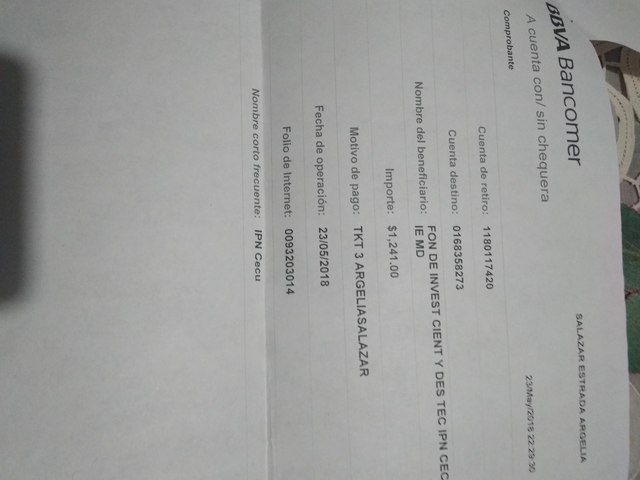 BBVA Bancomer
SALAZAR ESTRADA ARGELIA
A cuenta con/ sin chequera
23/May/2018 22:29:30
Comprobante
Cuenta de retiro: 1180117420
Cuenta destino: 0168358273
Nombre del beneficiario: FON DE INVEST CIENT Y DES TEC IPN CEC
IE MD
Importe: $1,241.00
Motivo de pago: TKT 3 ARGELIASALAZAR
Fecha de operación: 23/05/2018
Folio de Internet: 0093203014
Nombre corto frecuente: IPN Cecu